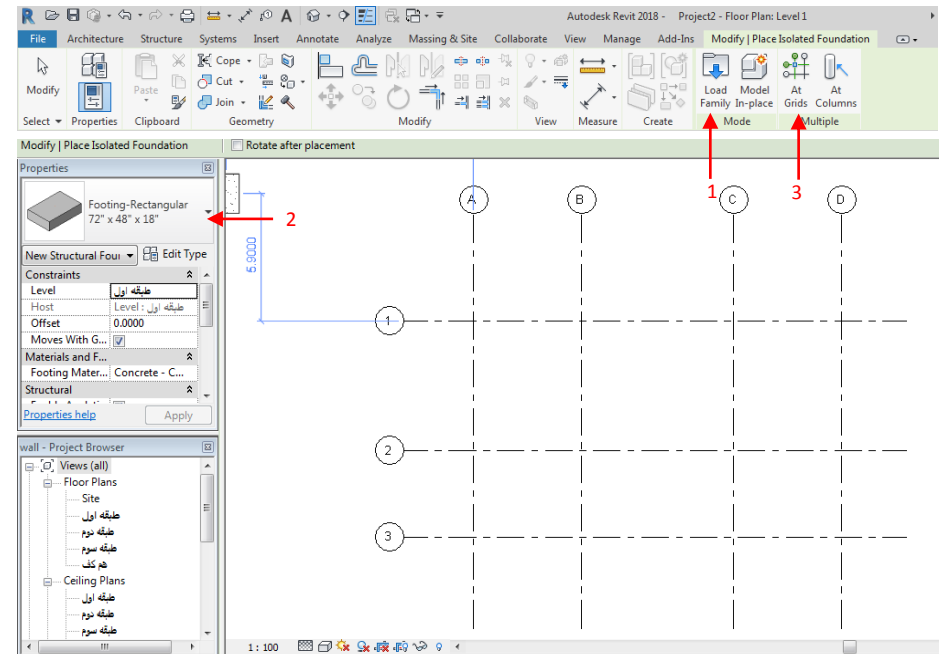 Autodesk Revit 2018 - Project2 - Floor Plan: Level 1
File Architecture Structure Systems Insert Annotate Analyze Massing & Site Collaborate View Manage Add-Ins Modify | Place Isolated Foundation
Modify
Paste
Cope
Cut
Join
Load Family
Model In-place
At Grids
At Columns
Select Properties Clipboard Geometry Modify View Measure Create Mode Multiple
Modify | Place Isolated Foundation
Rotate after placement
1
3
Properties
Footing-Rectangular
72" x 48" x 18"
2
New Structural Four
Edit Type
Constraints
Level طبقه اول
Host Level : طبقه اول
Offset 0.0000
Moves With G...
Materials and F...
Footing Mater... Concrete - C...
Structural
Properties help
Apply
wall - Project Browser
Views (all)
Floor Plans
Site
طبقه اول
طبقه دوم
طبقه سوم
هم کف
Ceiling Plans
طبقه اول
طبقه دوم
طبقه سوم
A B C D
5.9000
1
2
3
1 : 100